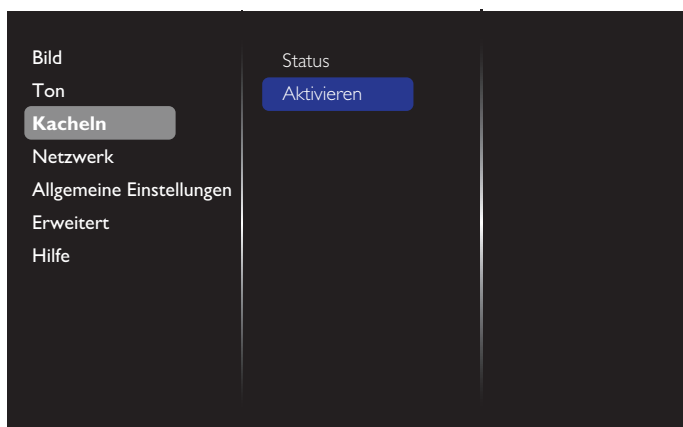 Bild
Ton
Kacheln
Netzwerk
Allgemeine Einstellungen
Erweitert
Hilfe
Status
Aktivieren